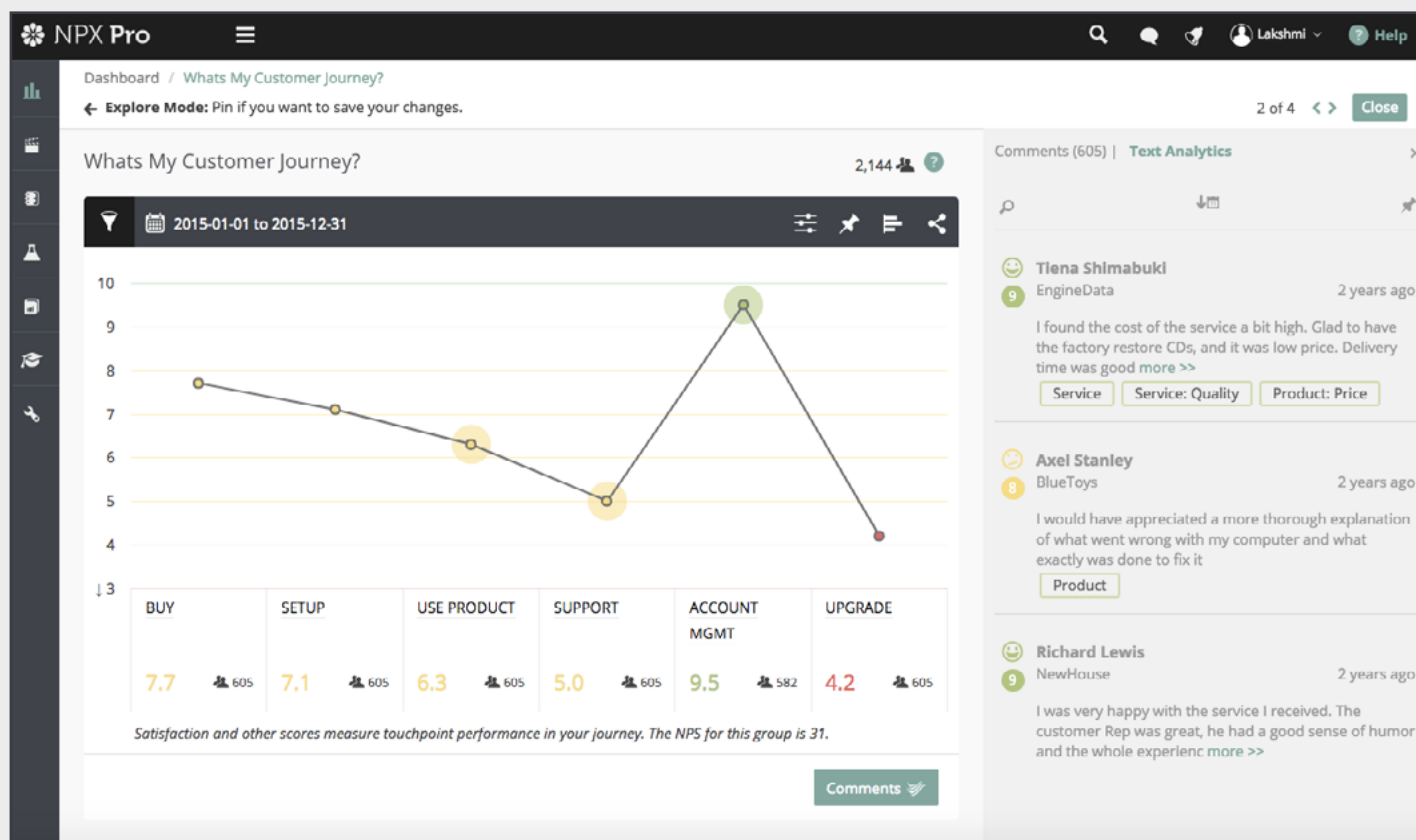 NPX Pro
Lakshmi
? Help
Dashboard / Whats My Customer Journey?
← Explore Mode: Pin if you want to save your changes.
2 of 4 < > Close
Whats My Customer Journey?
2,144 ?
Comments (605) | Text Analytics >
2015-01-01 to 2015-12-31
10
9
8
7
6
5
4
↓3
BUY SETUP USE PRODUCT SUPPORT ACCOUNT UPGRADE
MGMT
7.7 605 7.1 605 6.3 605 5.0 605 9.5 582 4.2 605
Satisfaction and other scores measure touchpoint performance in your journey. The NPS for this group is 31.
Comments
Tiena Shimabuki
9 EngineData 2 years ago
I found the cost of the service a bit high. Glad to have
the factory restore CDs, and it was low price. Delivery
time was good more >>
Service Service: Quality Product: Price
Axel Stanley
8 BlueToys 2 years ago
I would have appreciated a more thorough explanation
of what went wrong with my computer and what
exactly was done to fix it
Product
Richard Lewis
9 NewHouse 2 years ago
I was very happy with the service I received. The
customer Rep was great, he had a good sense of humor
and the whole experienc more >>